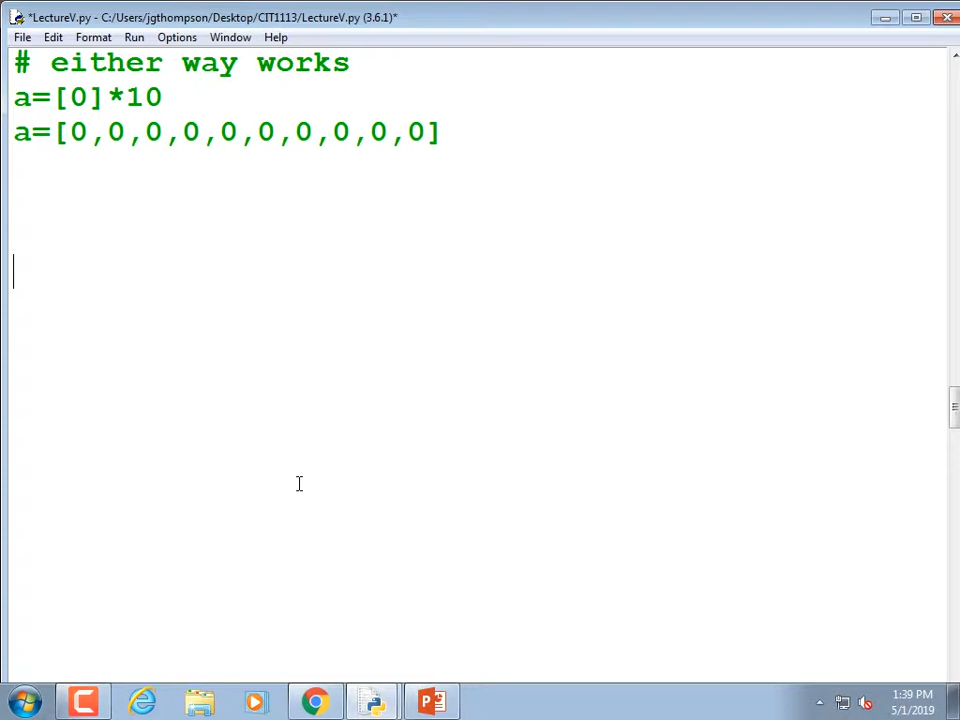 *LectureV.py - C:/Users/jgthompson/Desktop/CIT1113/LectureV.py (3.6.1)*
File Edit Format Run Options Window Help
# either way works
a=[0]*10
a=[0,0,0,0,0,0,0,0,0,0]
1:39 PM
5/1/2019